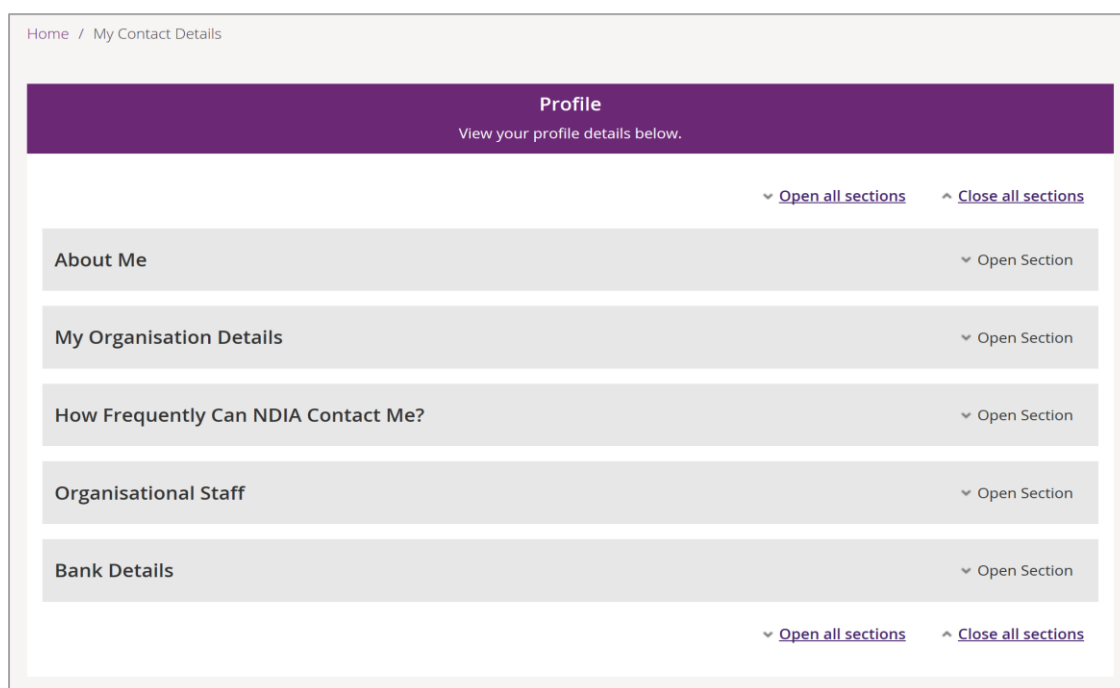 Home / My Contact Details
Profile
View your profile details below.
Open all sections Close all sections
About Me Open Section
My Organisation Details Open Section
How Frequently Can NDIA Contact Me? Open Section
Organisational Staff Open Section
Bank Details Open Section
Open all sections Close all sections